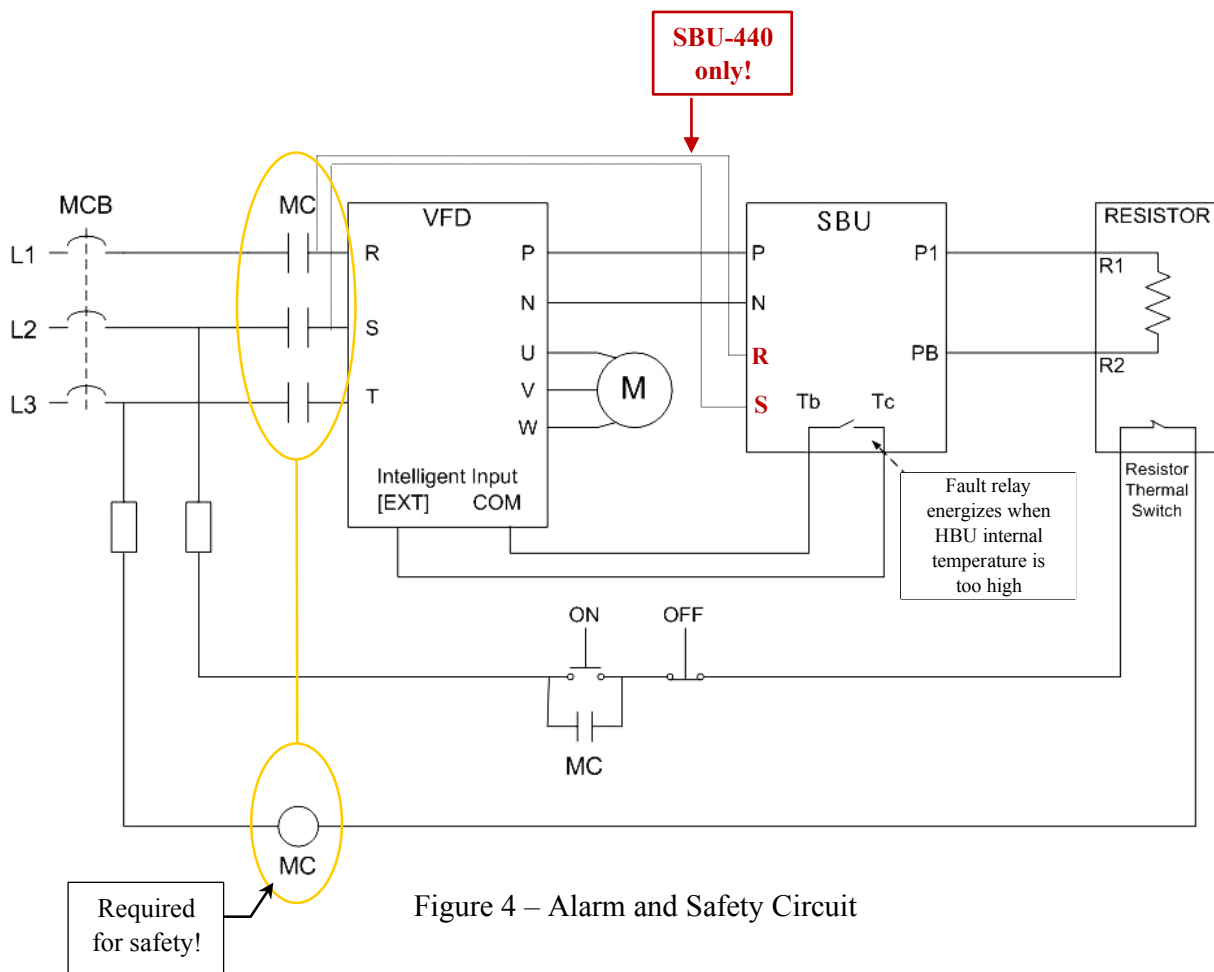 SBU-440
only!
MCB
MC
VFD
SBU
RESISTOR
L1
R
P
P
P1
R1
N
N
L2
S
U
R
PB
R2
V
M
L3
T
W
S
Tb
Tc
Intelligent Input
[EXT]
COM
Fault relay
energizes when
HBU internal
temperature is
too high
Resistor
Thermal
Switch
ON
OFF
MC
MC
Required
for safety!
Figure 4 – Alarm and Safety Circuit